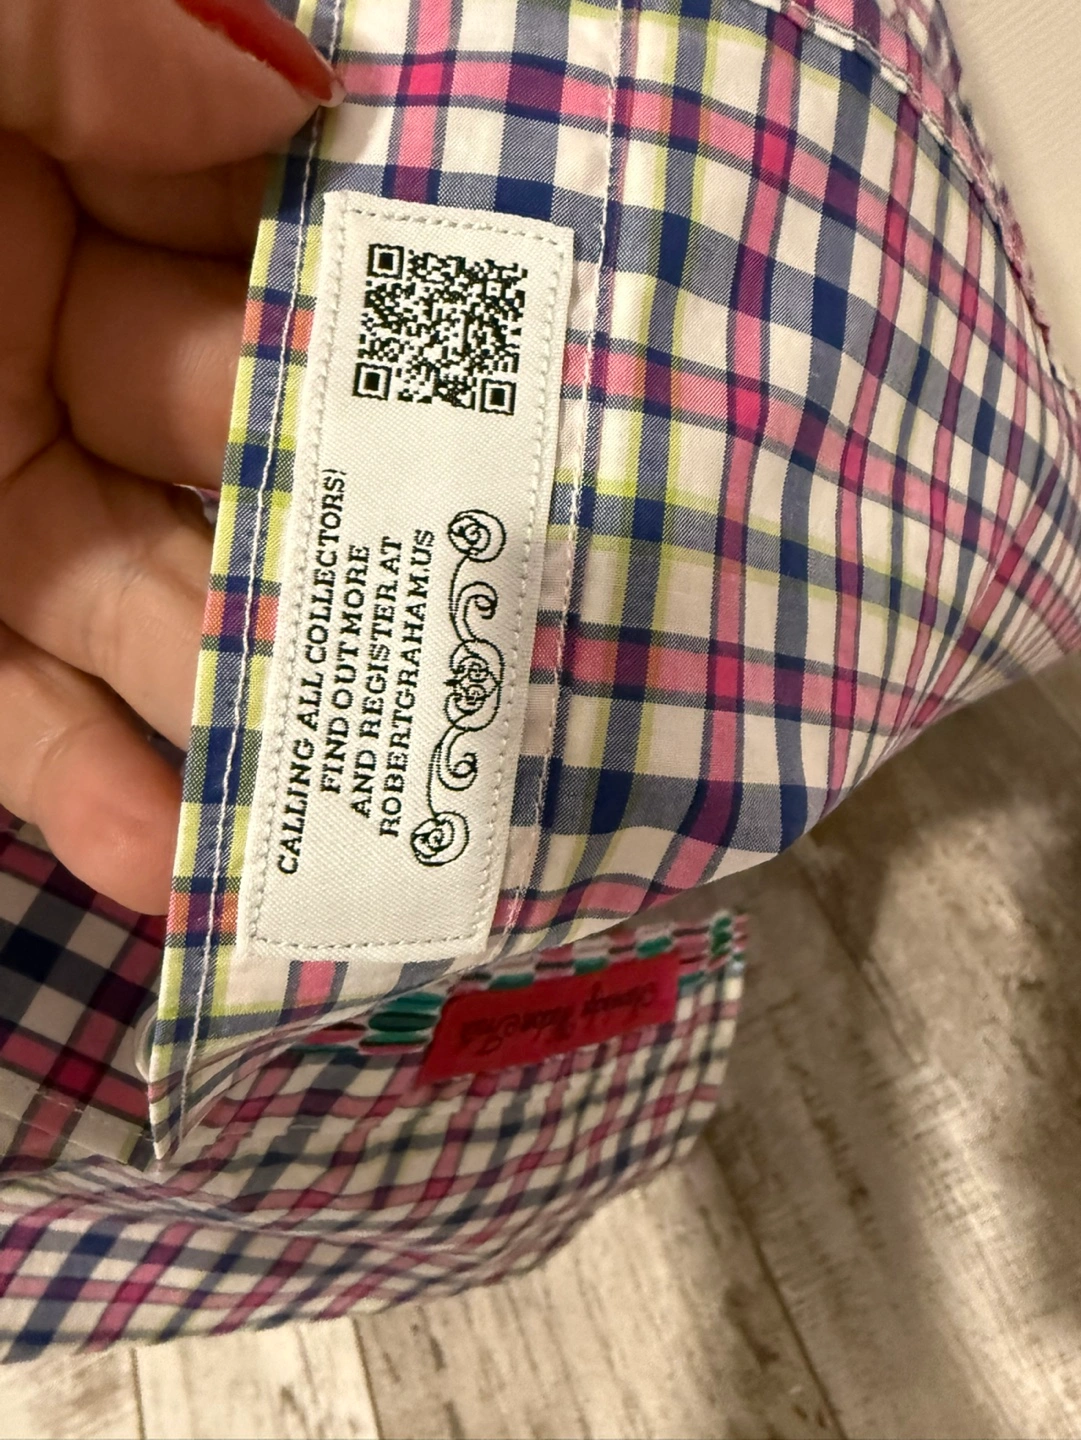 CALLING ALL COLLECTORS!
FIND OUT MORE
AND REGISTER AT
ROBERTGRAHAM.US